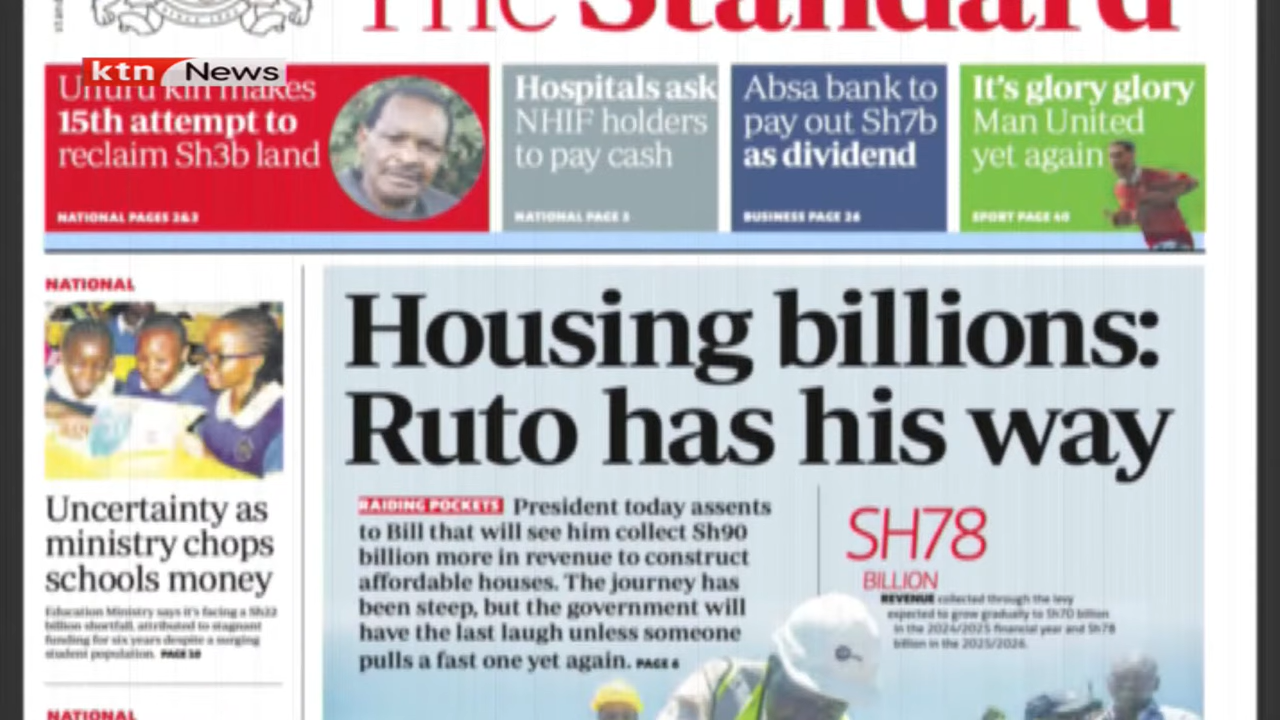 The Standard
ktn News
Uhuru kin makes
15th attempt to
reclaim Sh3b land
NATIONAL PAGES 2&3
Hospitals ask
NHIF holders
to pay cash
NATIONAL PAGE 3
Absa bank to
pay out Sh7b
as dividend
BUSINESS PAGE 26
It's glory glory
Man United
yet again
SPORT PAGE 40
NATIONAL
Uncertainty as
ministry chops
schools money
Education Ministry says it's facing a Sh22
billion shortfall, attributed to stagnant
funding for six years despite a surging
student population. PAGE 10
NATIONAL
Housing billions:
Ruto has his way
RAIDING POCKETS President today assents
to Bill that will see him collect Sh90
billion more in revenue to construct
affordable houses. The journey has
been steep, but the government will
have the last laugh unless someone
pulls a fast one yet again. PAGE 6
SH78
BILLION
REVENUE collected through the levy
expected to grow gradually to Sh70 billion
in the 2024/2025 financial year and Sh78
billion in the 2025/2026.